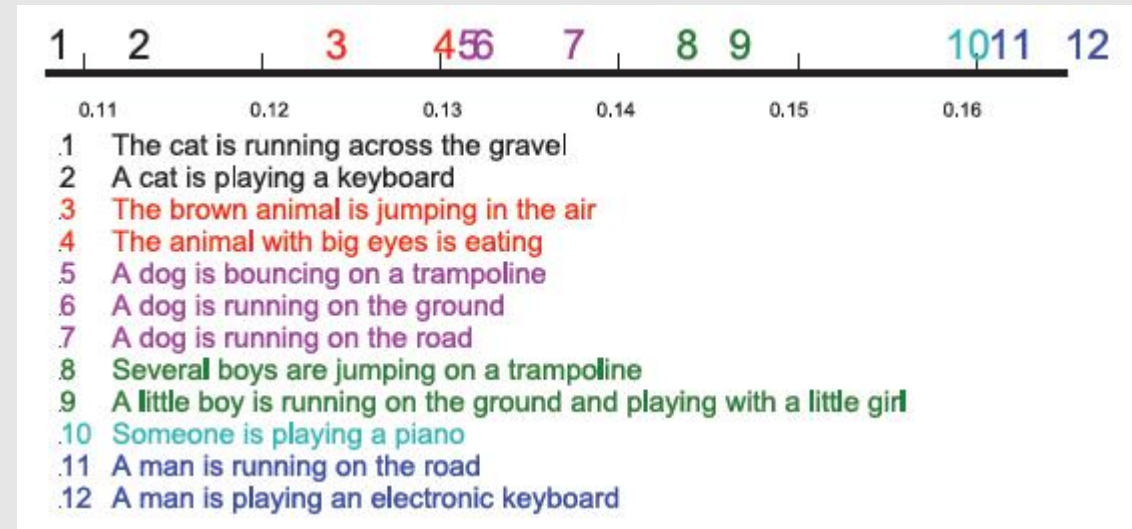 1 2 3 456 7 8 9 1011 12
0.11 0.12 0.13 0.14 0.15 0.16
.1 The cat is running across the gravel
2 A cat is playing a keyboard
.3 The brown animal is jumping in the air
.4 The animal with big eyes is eating
.5 A dog is bouncing on a trampoline
.6 A dog is running on the ground
.7 A dog is running on the road
.8 Several boys are jumping on a trampoline
.9 A little boy is running on the ground and playing with a little girl
.10 Someone is playing a piano
.11 A man is running on the road
.12 A man is playing an electronic keyboard